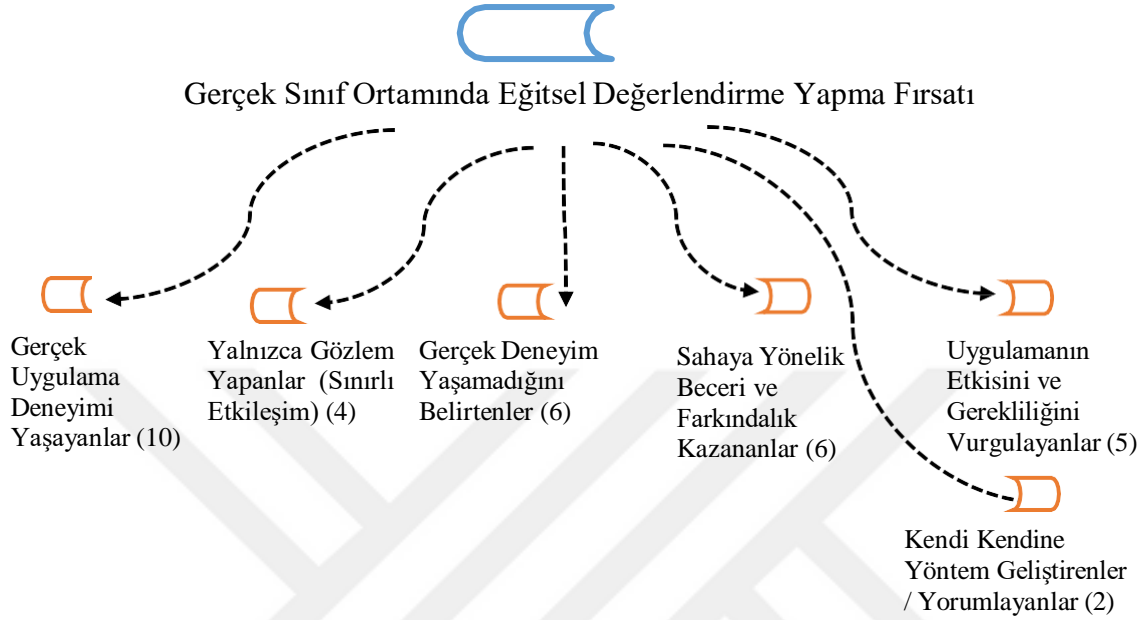 Gerçek Sınıf Ortamında Eğitsel Değerlendirme Yapma Fırsatı
Gerçek
Uygulama
Deneyimi
Yaşayanlar (10)
Yalnızca Gözlem
Yapanlar (Sınırlı
Etkileşim) (4)
Gerçek Deneyim
Yaşamadığını
Belirtenler (6)
Sahaya Yönelik
Beceri ve
Farkındalık
Kazananlar (6)
Uygulamanın
Etkisini ve
Gerekliliğini
Vurgulayanlar (5)
Kendi Kendine
Yöntem Geliştirenler
/ Yorumlayanlar (2)